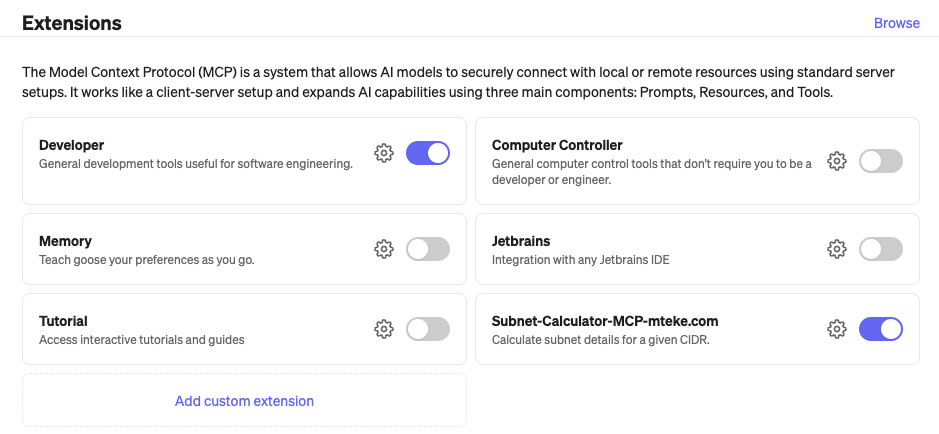 Extensions
Browse
The Model Context Protocol (MCP) is a system that allows AI models to securely connect with local or remote resources using standard server
setups. It works like a client-server setup and expands AI capabilities using three main components: Prompts, Resources, and Tools.
Developer
General development tools useful for software engineering.
Computer Controller
General computer control tools that don't require you to be a
developer or engineer.
Memory
Teach goose your preferences as you go.
Jetbrains
Integration with any Jetbrains IDE
Tutorial
Access interactive tutorials and guides
Subnet-Calculator-MCP-mteke.com
Calculate subnet details for a given CIDR.
Add custom extension